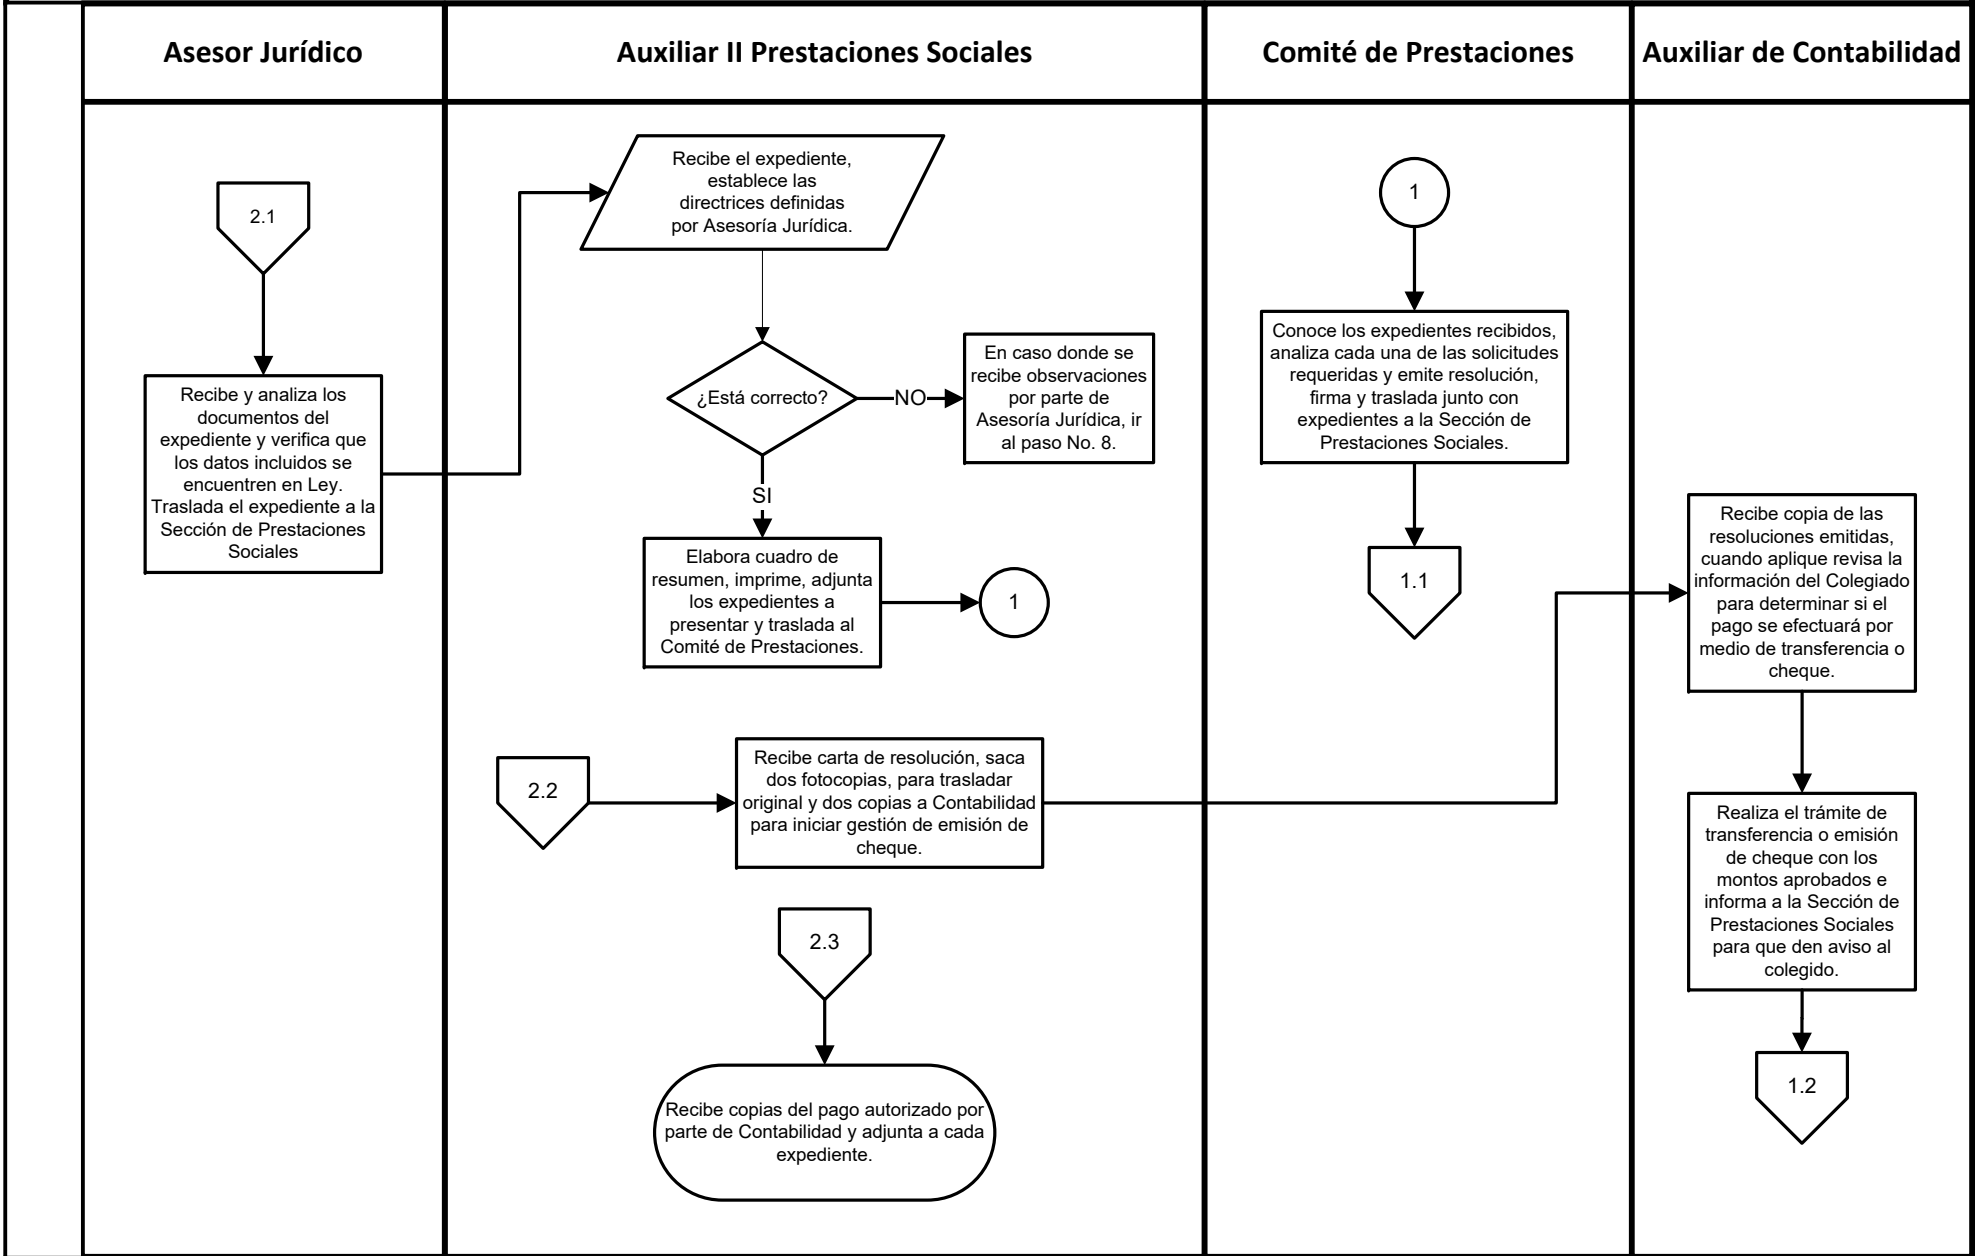 Asesor Jurídico
Auxiliar II Prestaciones Sociales
Comité de Prestaciones
Auxiliar de Contabilidad
2.1
Recibe y analiza los
documentos del
expediente y verifica que
los datos incluidos se
encuentren en Ley.
Traslada el expediente a la
Sección de Prestaciones
Sociales
Recibe el expediente,
establece las
directrices definidas
por Asesoría Jurídica.
¿Está correcto?
NO
En caso donde se
recibe observaciones
por parte de
Asesoría Jurídica, ir
al paso No. 8.
SI
Elabora cuadro de
resumen, imprime, adjunta
los expedientes a
presentar y traslada al
Comité de Prestaciones.
1
2.2
Recibe carta de resolución, saca
dos fotocopias, para trasladar
original y dos copias a Contabilidad
para iniciar gestión de emisión de
cheque.
2.3
Recibe copias del pago autorizado por
parte de Contabilidad y adjunta a cada
expediente.
1
Conoce los expedientes recibidos,
analiza cada una de las solicitudes
requeridas y emite resolución,
firma y traslada junto con
expedientes a la Sección de
Prestaciones Sociales.
1.1
Recibe copia de las
resoluciones emitidas,
cuando aplique revisa la
información del Colegiado
para determinar si el
pago se efectuará por
medio de transferencia o
cheque.
Realiza el trámite de
transferencia o emisión
de cheque con los
montos aprobados e
informa a la Sección de
Prestaciones Sociales
para que den aviso al
colegido.
1.2